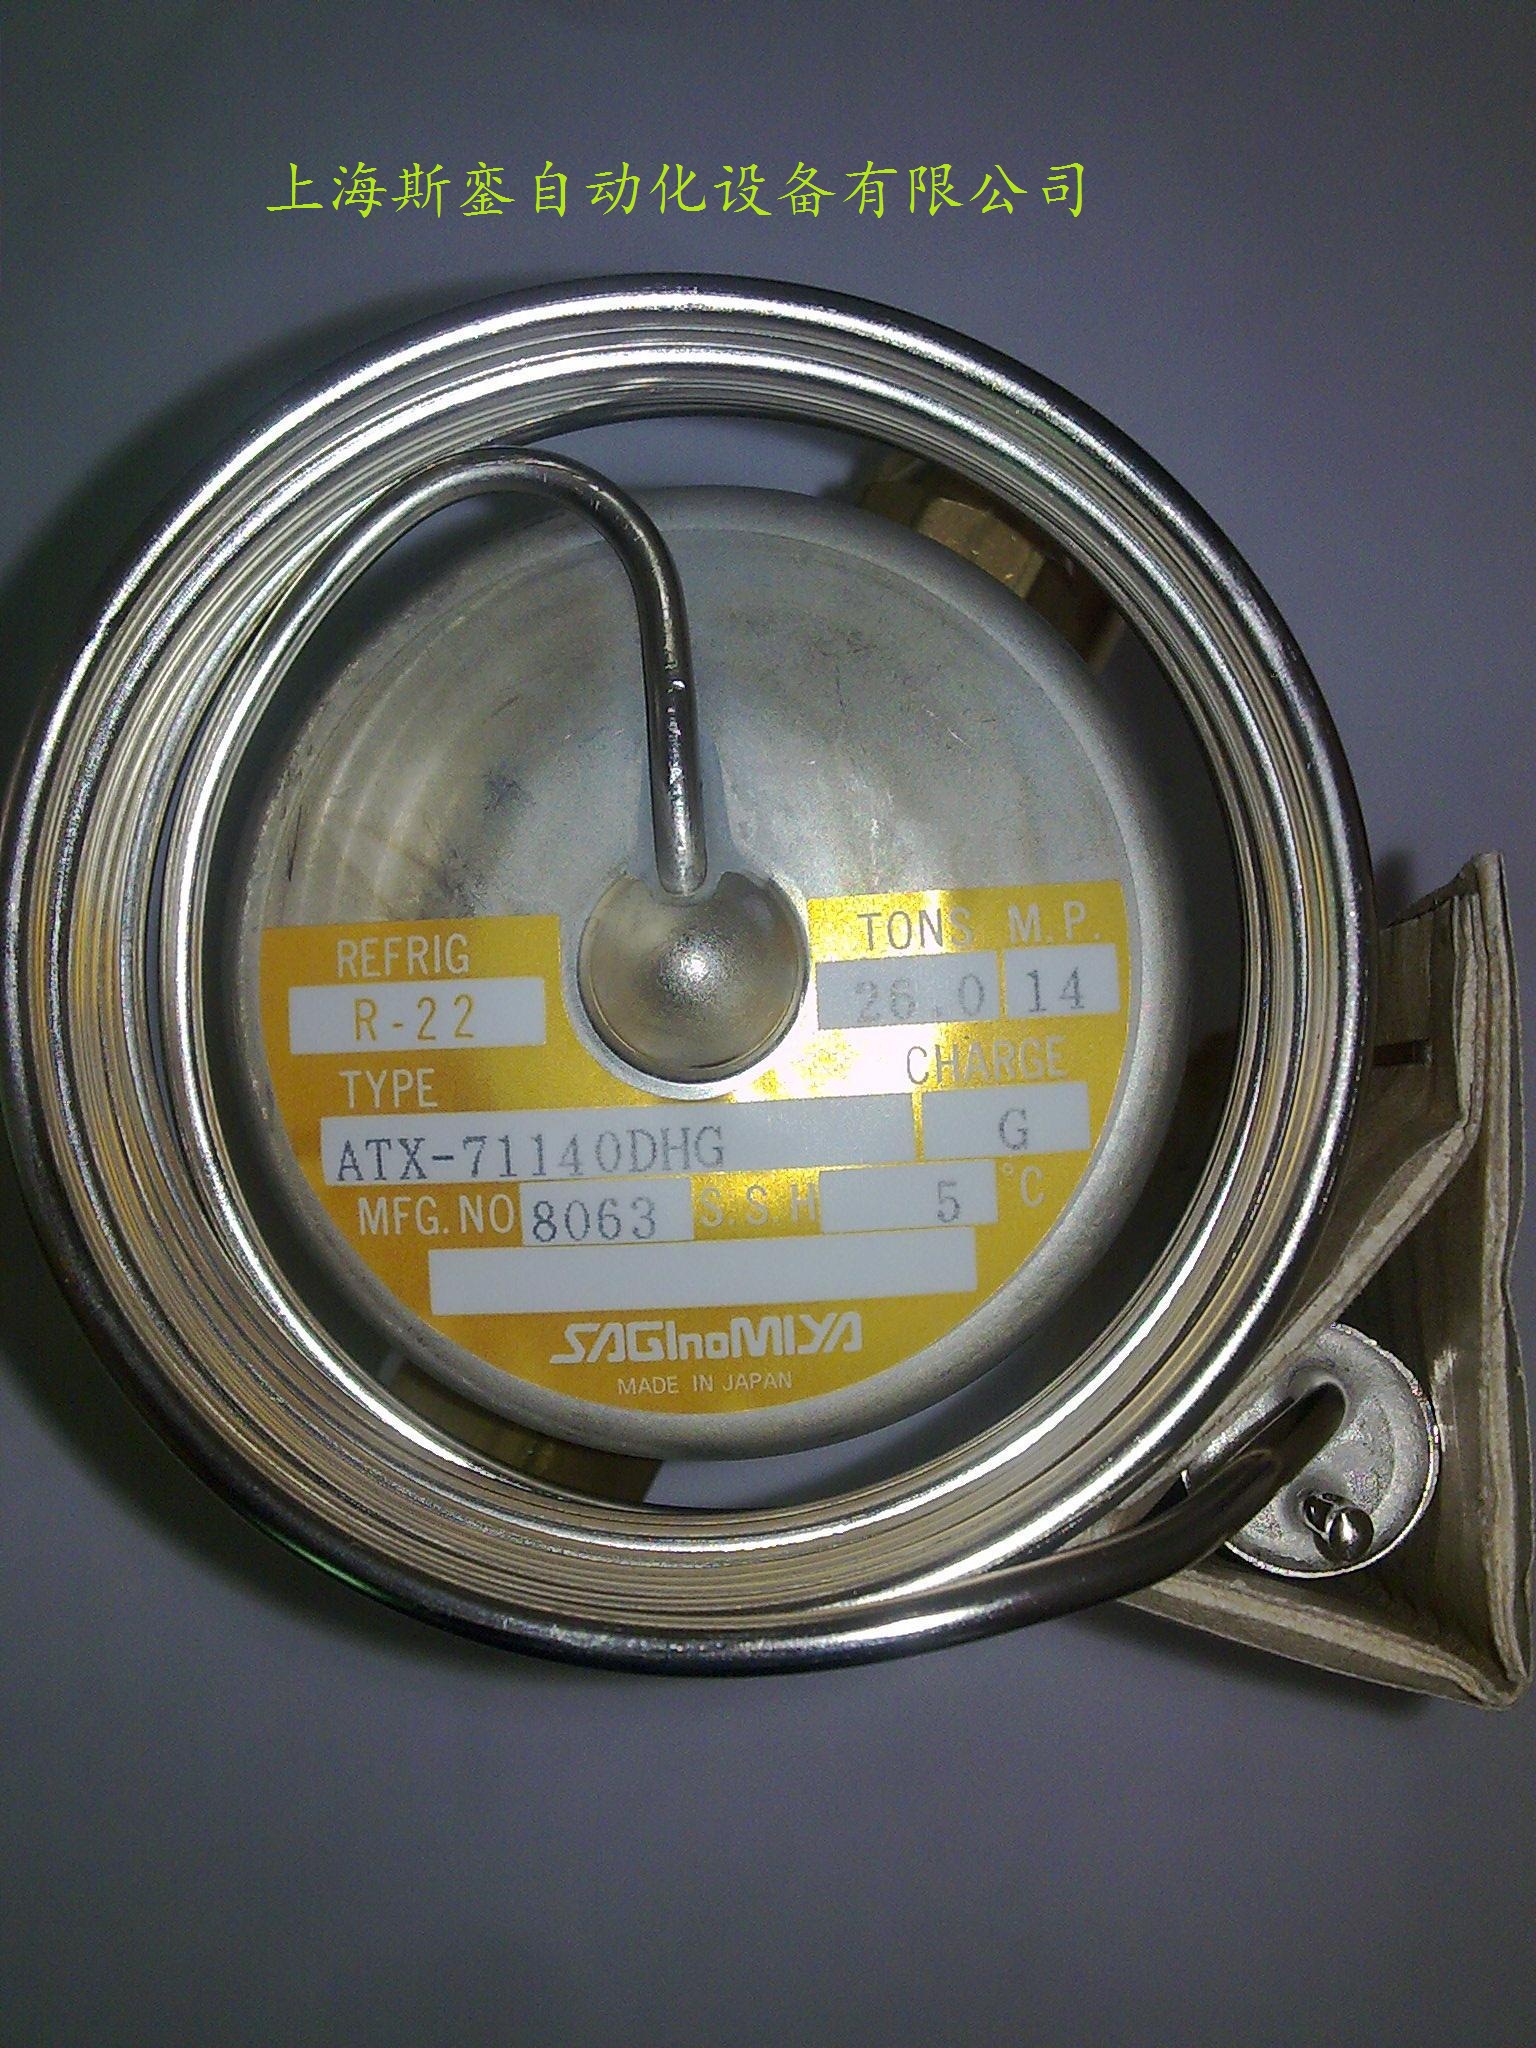 上海斯銮自动化设备有限公司
REFRIG TONS M.P.
R-22 26.0 14
TYPE CHARGE
ATX-71140DHG G
MFG.NO 8063 S.S.H 5 °C
SAGInoMIYA
MADE IN JAPAN